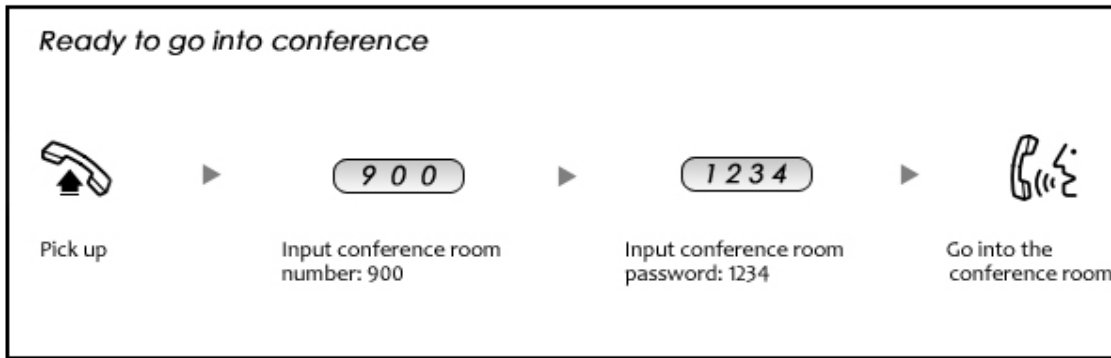 Ready to go into conference
9 0 0
1 2 3 4
Pick up
Input conference room
number: 900
Input conference room
password: 1234
Go into the
conference room